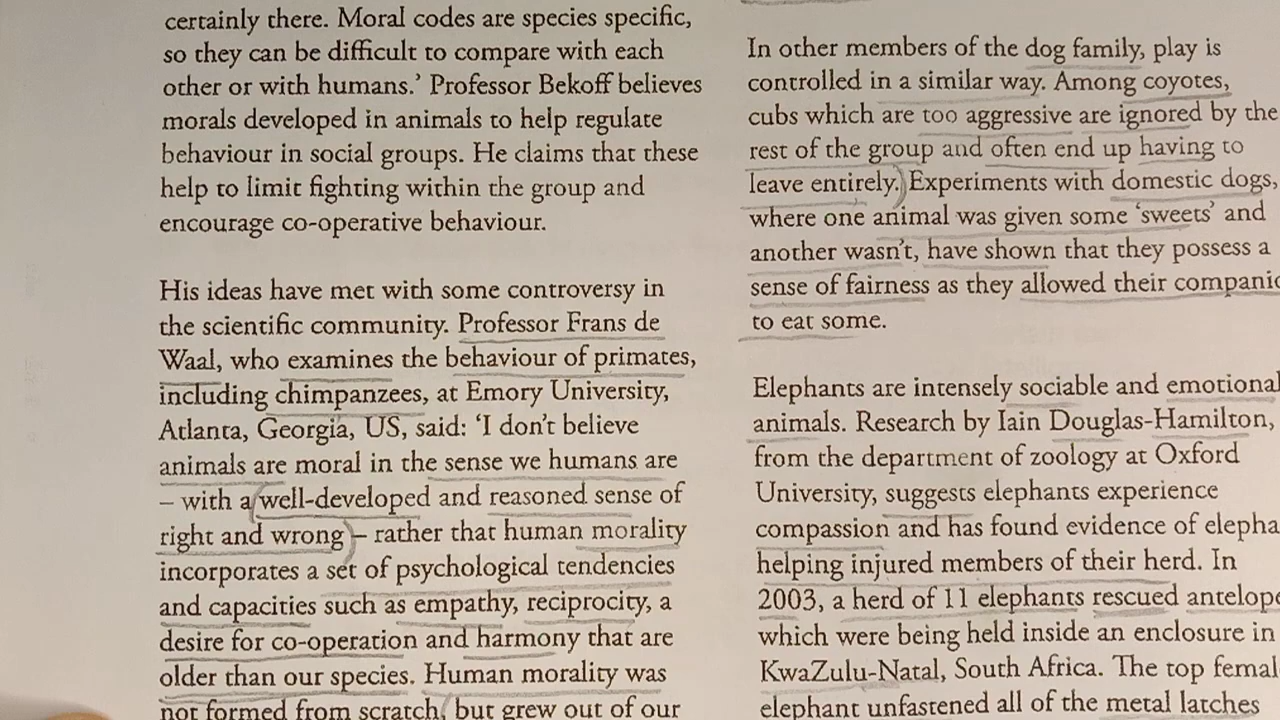 certainly there. Moral codes are species specific,
so they can be difficult to compare with each
other or with humans.’ Professor Bekoff believes
morals developed in animals to help regulate
behaviour in social groups. He claims that these
help to limit fighting within the group and
encourage co-operative behaviour.
His ideas have met with some controversy in
the scientific community. Professor Frans de
Waal, who examines the behaviour of primates,
including chimpanzees, at Emory University,
Atlanta, Georgia, US, said: ‘I don’t believe
animals are moral in the sense we humans are
– with a well-developed and reasoned sense of
right and wrong – rather that human morality
incorporates a set of psychological tendencies
and capacities such as empathy, reciprocity, a
desire for co-operation and harmony that are
older than our species. Human morality was
not formed from scratch, but grew out of our
In other members of the dog family, play is
controlled in a similar way. Among coyotes,
cubs which are too aggressive are ignored by the
rest of the group and often end up having to
leave entirely. Experiments with domestic dogs,
where one animal was given some ‘sweets’ and
another wasn’t, have shown that they possess a
sense of fairness as they allowed their
to eat some.
Elephants are intensely sociable and emotional
animals. Research by Iain Douglas-Hamilton,
from the department of zoology at Oxford
University, suggests elephants experience
compassion and has found evidence of
helping injured members of their herd. In
2003, a herd of 11 elephants rescued
which were being held inside an enclosure in
KwaZulu-Natal, South Africa. The top
elephant unfastened all of the metal latches